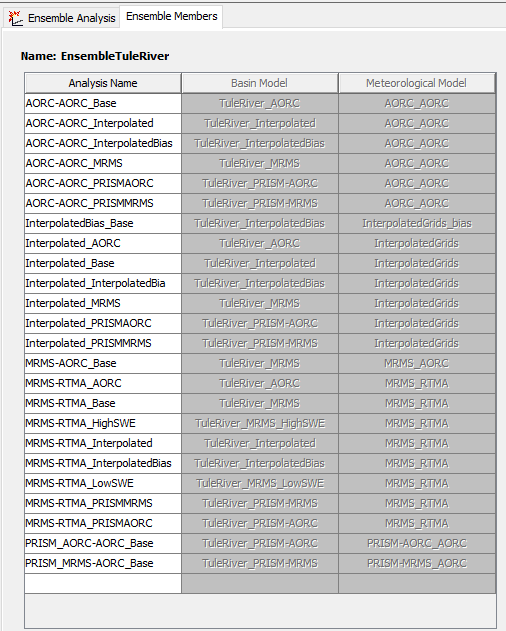 Ensemble Analysis Ensemble Members
Name: EnsembleTuleRiver
Analysis Name Basin Model Meteorological Model
AORC-AORC_Base TuleRiver_AORC AORC_AORC
AORC-AORC_Interpolated TuleRiver_Interpolated AORC_AORC
AORC-AORC_InterpolatedBias TuleRiver_InterpolatedBias AORC_AORC
AORC-AORC_MRMS TuleRiver_MRMS AORC_AORC
AORC-AORC_PRISMAORC TuleRiver_PRISM-AORC AORC_AORC
AORC-AORC_PRISMMRMS TuleRiver_PRISM-MRMS AORC_AORC
InterpolatedBias_Base TuleRiver_InterpolatedBias InterpolatedGrids_bias
Interpolated_AORC TuleRiver_AORC InterpolatedGrids
Interpolated_Base TuleRiver_Interpolated InterpolatedGrids
Interpolated_InterpolatedBia TuleRiver_InterpolatedBias InterpolatedGrids
Interpolated_MRMS TuleRiver_MRMS InterpolatedGrids
Interpolated_PRISMAORC TuleRiver_PRISM-AORC InterpolatedGrids
Interpolated_PRISMMRMS TuleRiver_PRISM-MRMS InterpolatedGrids
MRMS-AORC_Base TuleRiver_MRMS MRMS_AORC
MRMS-RTMA_AORC TuleRiver_AORC MRMS_RTMA
MRMS-RTMA_Base TuleRiver_MRMS MRMS_RTMA
MRMS-RTMA_HighSWE TuleRiver_MRMS_HighSWE MRMS_RTMA
MRMS-RTMA_Interpolated TuleRiver_Interpolated MRMS_RTMA
MRMS-RTMA_InterpolatedBias TuleRiver_InterpolatedBias MRMS_RTMA
MRMS-RTMA_LowSWE TuleRiver_MRMS_LowSWE MRMS_RTMA
MRMS-RTMA_PRISMMRMS TuleRiver_PRISM-MRMS MRMS_RTMA
MRMS-RTMA_PRISMAORC TuleRiver_PRISM-AORC MRMS_RTMA
PRISM_AORC-AORC_Base TuleRiver_PRISM-AORC PRISM-AORC_AORC
PRISM_MRMS-AORC_Base TuleRiver_PRISM-MRMS PRISM-MRMS_AORC